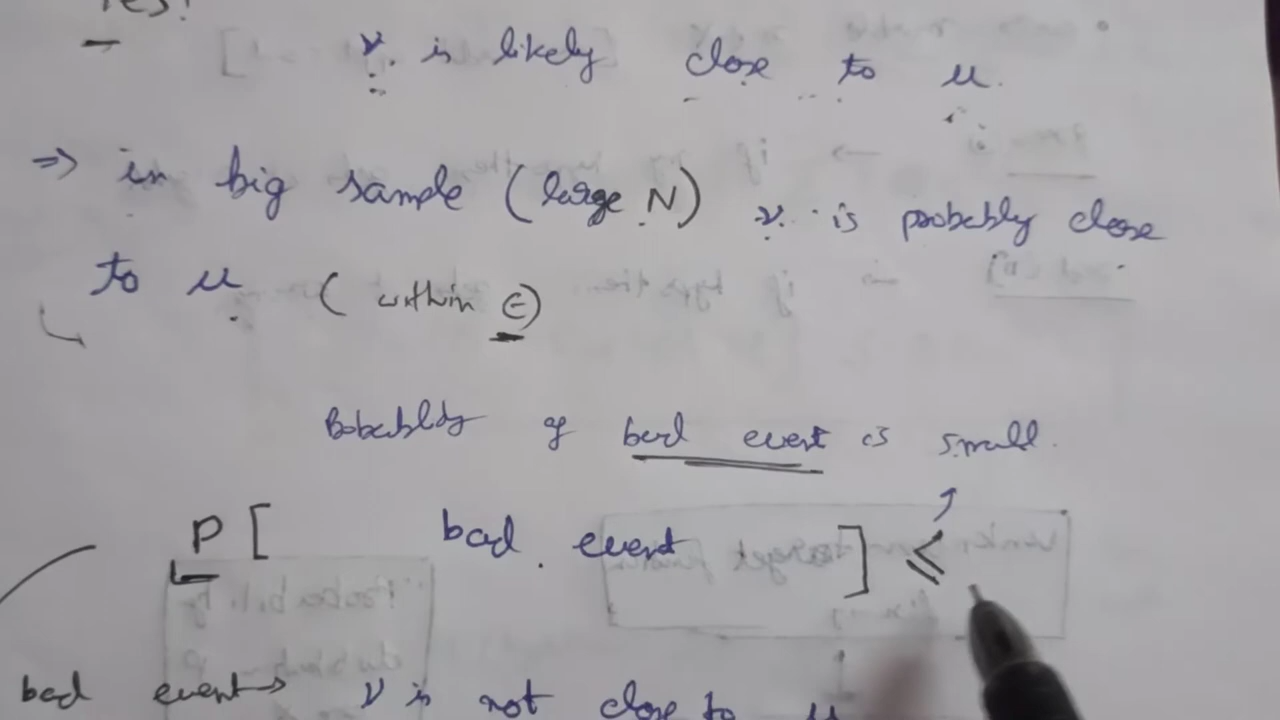 Yes!
ν is likely close to μ.
⇒ in big sample (large N) ν is probably close
to μ (within ϵ)
Probability of bad event is small.
P [ bad event ] ≤
bad event → ν is not close to μ